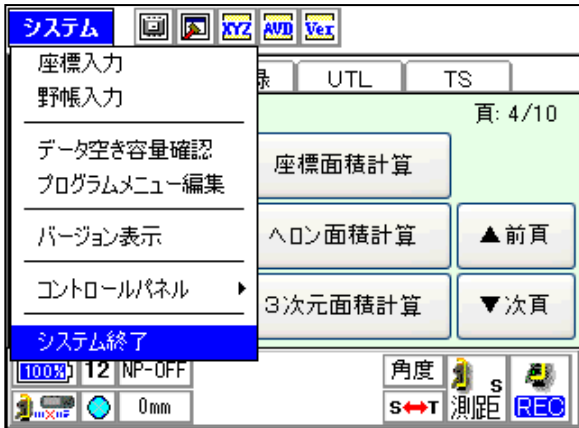 システム XYZ AVD Ver
座標入力
野帳入力
データ空き容量確認
プログラムメニュー編集
バージョン表示
コントロールパネル
システム終了
録 UTL TS
頁: 4/10
座標面積計算
ヘロン面積計算 ▲前頁
3次元面積計算 ▼次頁
100% 12 NP-OFF
0mm
角度
S↔T
S
測距
REC